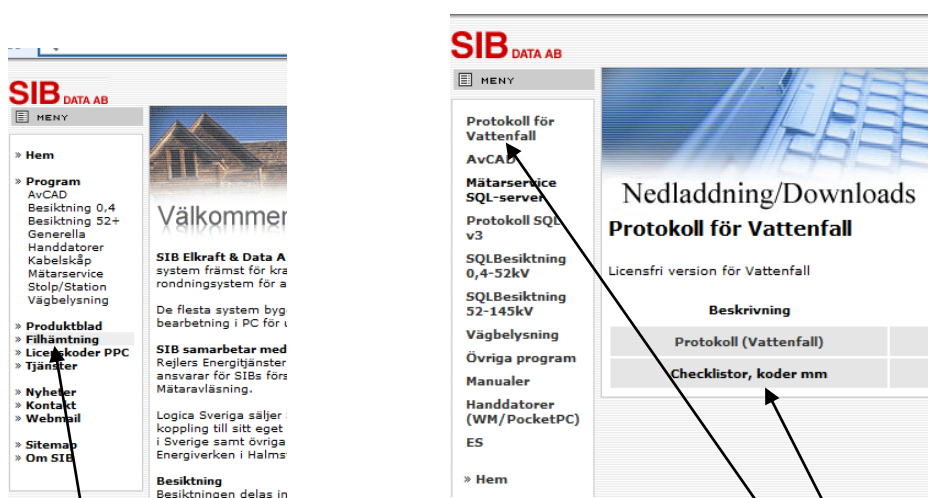 SIB DATA AB
MENY
» Hem
» Program
AvCAD
Besiktning 0,4
Besiktning 52+
Generella
Handdatorer
Kabelskåp
Mätarservice
Stolp/Station
Vägbelysning
» Produktblad
» Filhämtning
» Licenskoder PPC
» Tjänster
» Nyheter
» Kontakt
» Webmail
» Sitemap
» Om SIB
Välkommen
SIB Elkraft & Data A
system främst för kra
rondningsystem för a
De flesta system byg
bearbetning i PC för u
SIB samarbetar med
Rejlers Energitjänster
ansvarar för SIBs förs
Mätaravläsning.
Logica Sveriga säljer
koppling till sitt eget
i Sverige samt övriga
Energiverken i Halms
Besiktning
Besiktningen delas in
SIB DATA AB
MENY
Protokoll för
Vattenfall
AvCAD
Mätarservice
SQL-server
Protokoll SQL
v3
SQLBesiktning
0,4-52kV
SQLBesiktning
52-145kV
Vägbelysning
Övriga program
Manualer
Handdatorer
(WM/PocketPC)
ES
» Hem
Nedladdning/Downloads
Protokoll för Vattenfall
Licensfri version för Vattenfall
Beskrivning
Protokoll (Vattenfall)
Checklistor, koder mm